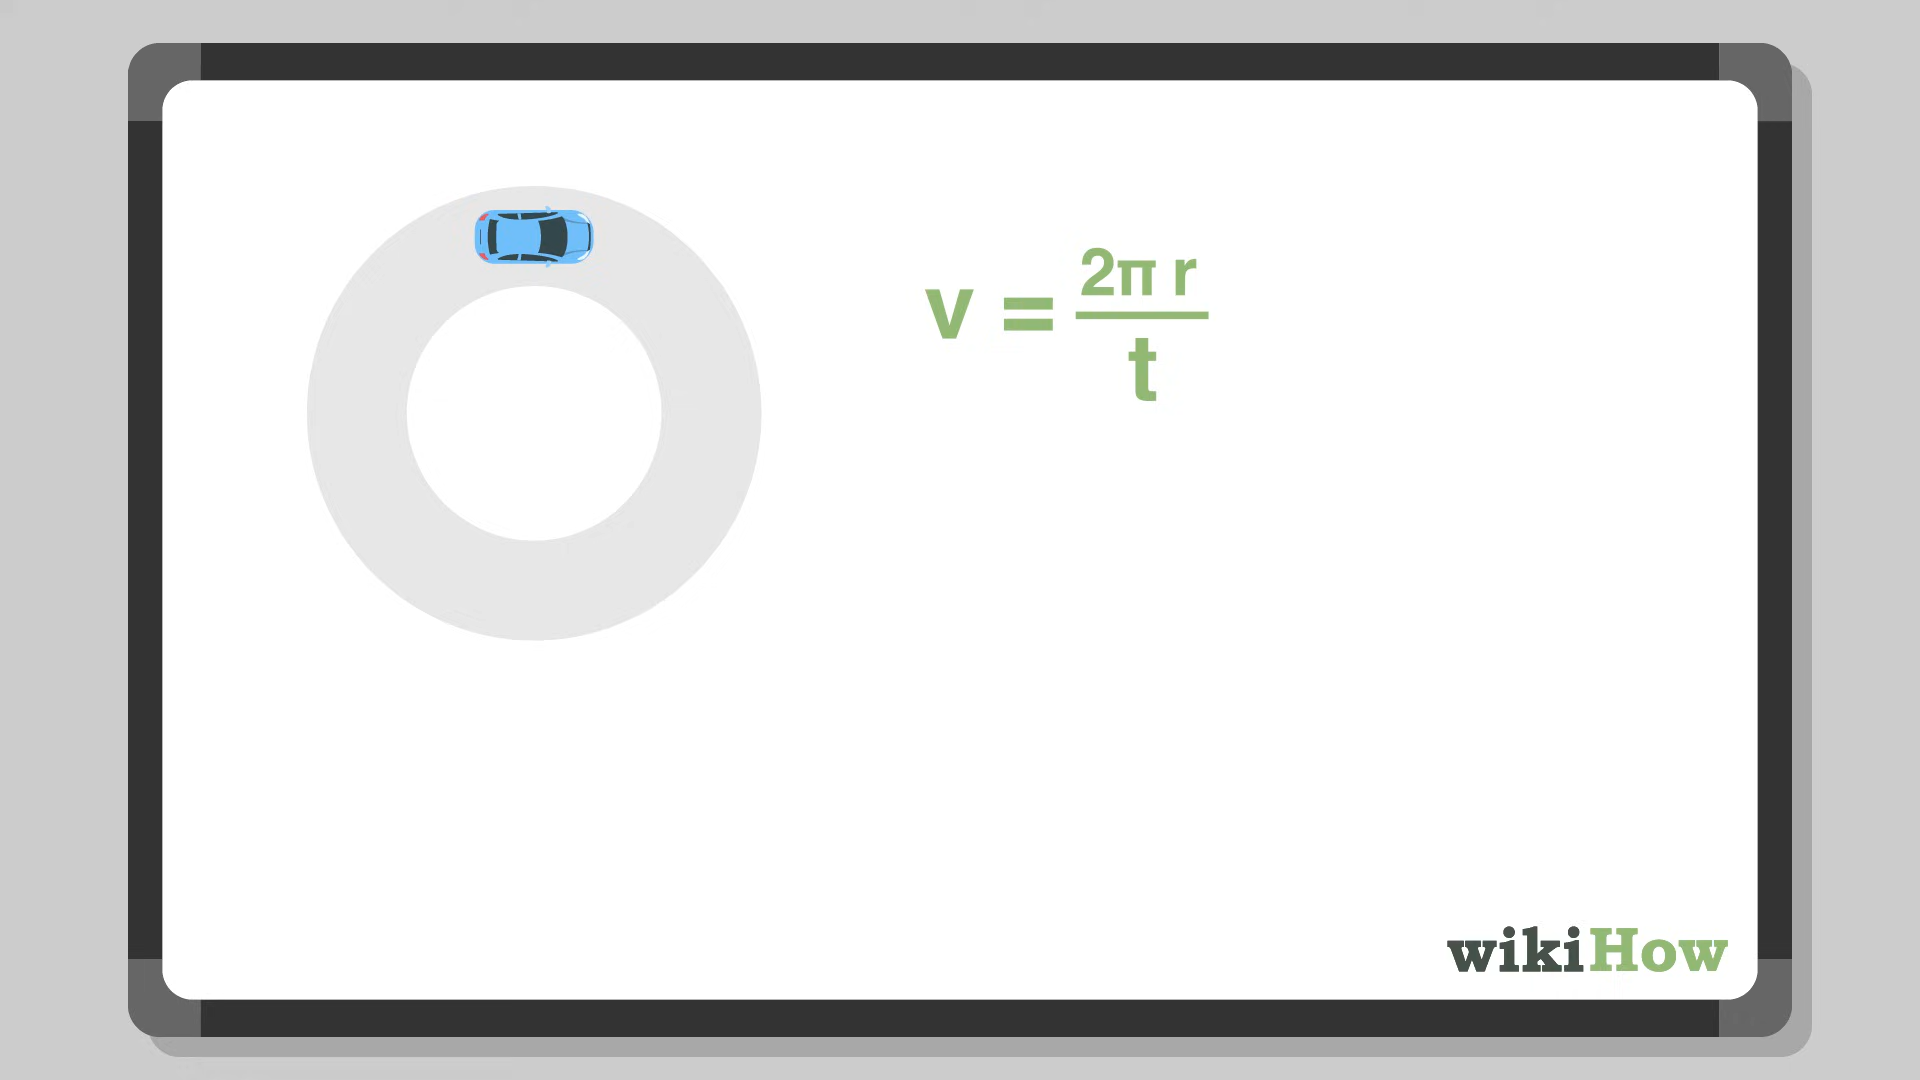 v = 2π r / t
wikiHow